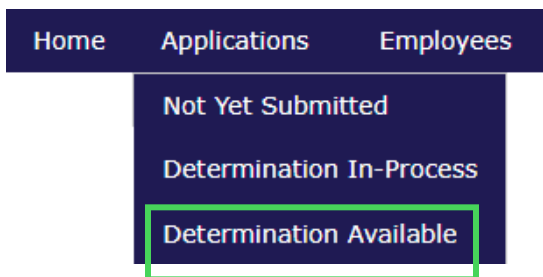 Home Applications Employees
Not Yet Submitted
Determination In-Process
Determination Available